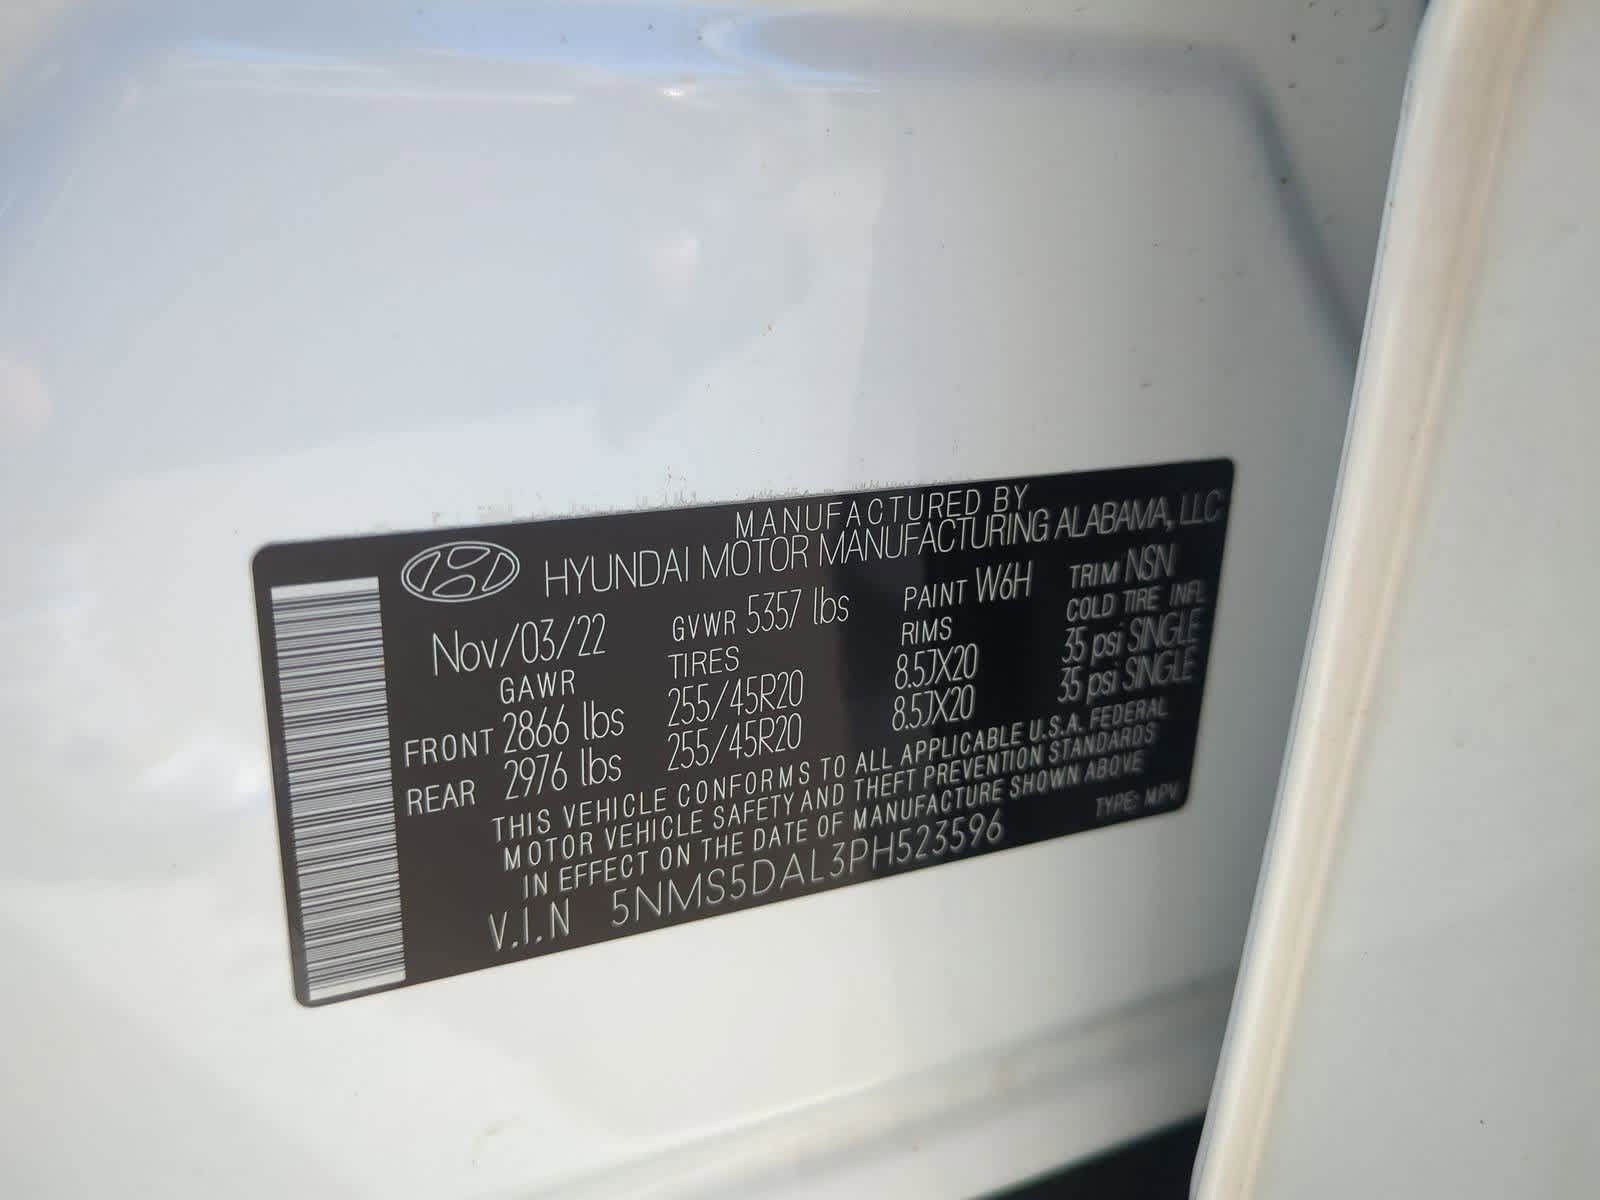 MANUFACTURED BY
HYUNDAI MOTOR MANUFACTURING ALABAMA, LLC
Nov/03/22 GVWR 5357 lbs PAINT W6H TRIM NSN
GAWR TIRES RIMS COLD TIRE INFL
FRONT 2866 lbs 255/45R20 8.5JX20 35 psi SINGLE
REAR 2976 lbs 255/45R20 8.5JX20 35 psi SINGLE
THIS VEHICLE CONFORMS TO ALL APPLICABLE U.S.A. FEDERAL
MOTOR VEHICLE SAFETY AND THEFT PREVENTION STANDARDS
IN EFFECT ON THE DATE OF MANUFACTURE SHOWN ABOVE
V.I.N 5NMS5DAL3PH523596 TYPE: MPV